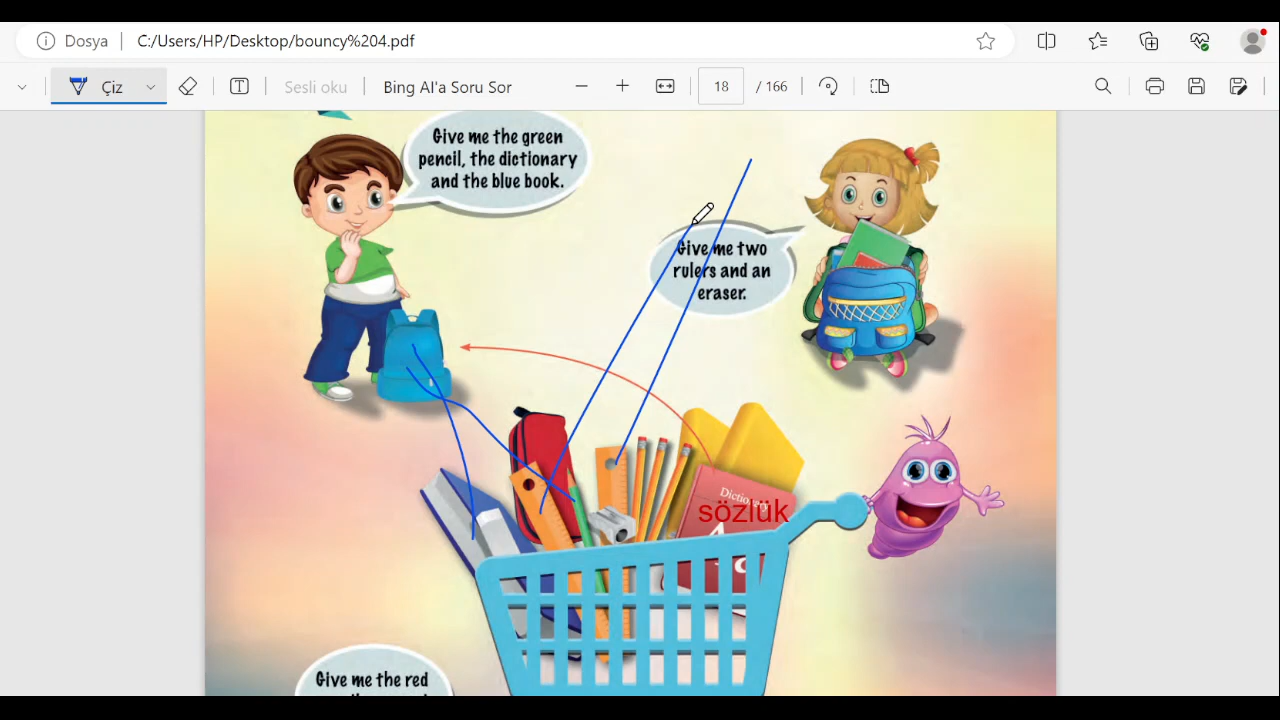 Dosya
C:/Users/HP/Desktop/bouncy%204.pdf
Çiz
Sesli oku
Bing AI'a Soru Sor
18
/ 166
Give me the green
pencil, the dictionary
and the blue book.
Give me two
rulers and an
eraser.
Dictionary
sözlük
Give me the red